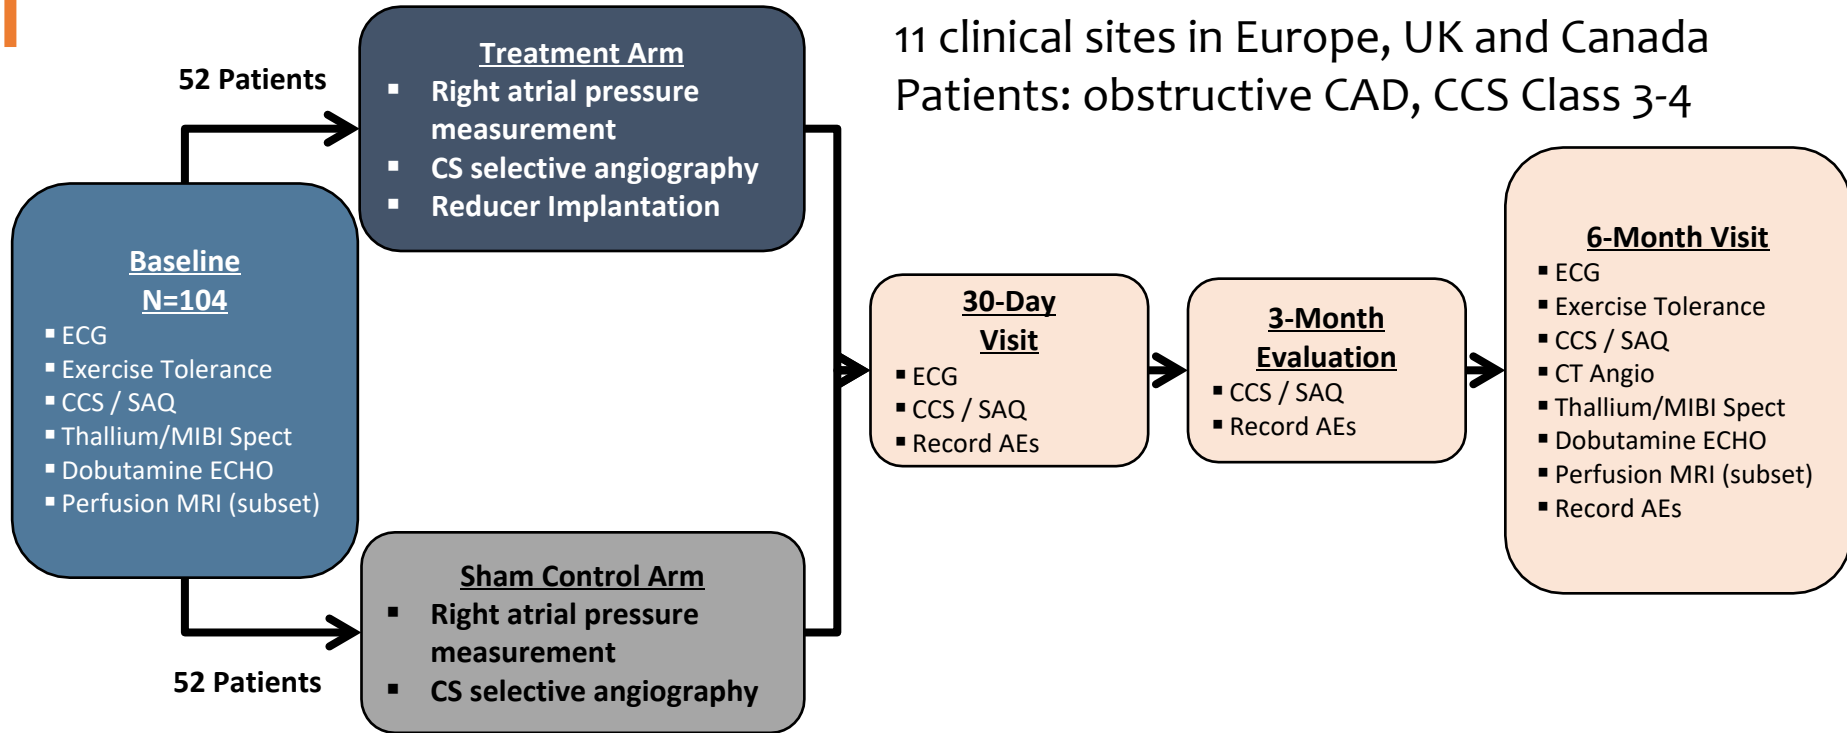 11 clinical sites in Europe, UK and Canada
Patients: obstructive CAD, CCS Class 3-4
52 Patients
Treatment Arm
▪ Right atrial pressure
measurement
▪ CS selective angiography
▪ Reducer Implantation
Baseline
N=104
▪ ECG
▪ Exercise Tolerance
▪ CCS / SAQ
▪ Thallium/MIBI Spect
▪ Dobutamine ECHO
▪ Perfusion MRI (subset)
52 Patients
Sham Control Arm
▪ Right atrial pressure
measurement
▪ CS selective angiography
30-Day
Visit
▪ ECG
▪ CCS / SAQ
▪ Record AEs
3-Month
Evaluation
▪ CCS / SAQ
▪ Record AEs
6-Month Visit
▪ ECG
▪ Exercise Tolerance
▪ CCS / SAQ
▪ CT Angio
▪ Thallium/MIBI Spect
▪ Dobutamine ECHO
▪ Perfusion MRI (subset)
▪ Record AEs